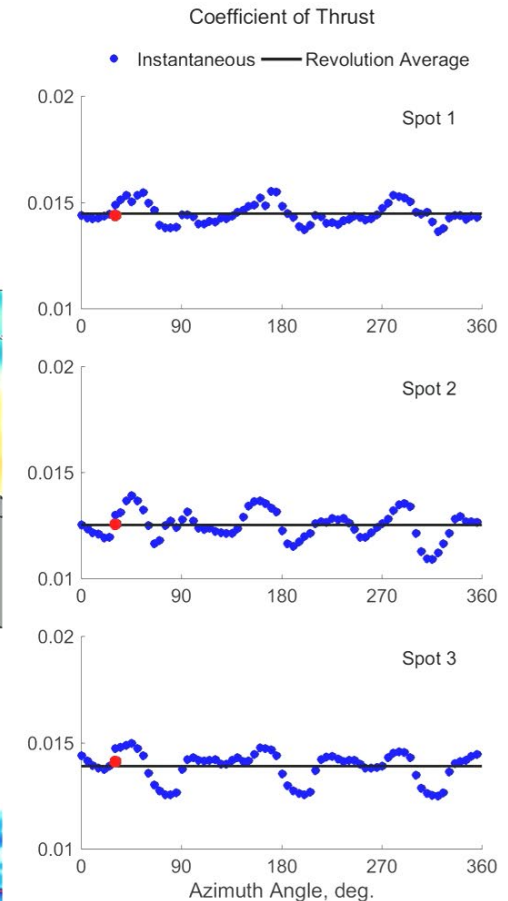 Coefficient of Thrust
Instantaneous Revolution Average
0.02
Spot 1
0.015
0.01
0 90 180 270 360
0.02
Spot 2
0.015
0.01
0 90 180 270 360
0.02
Spot 3
0.015
0.01
0 90 180 270 360
Azimuth Angle, deg.